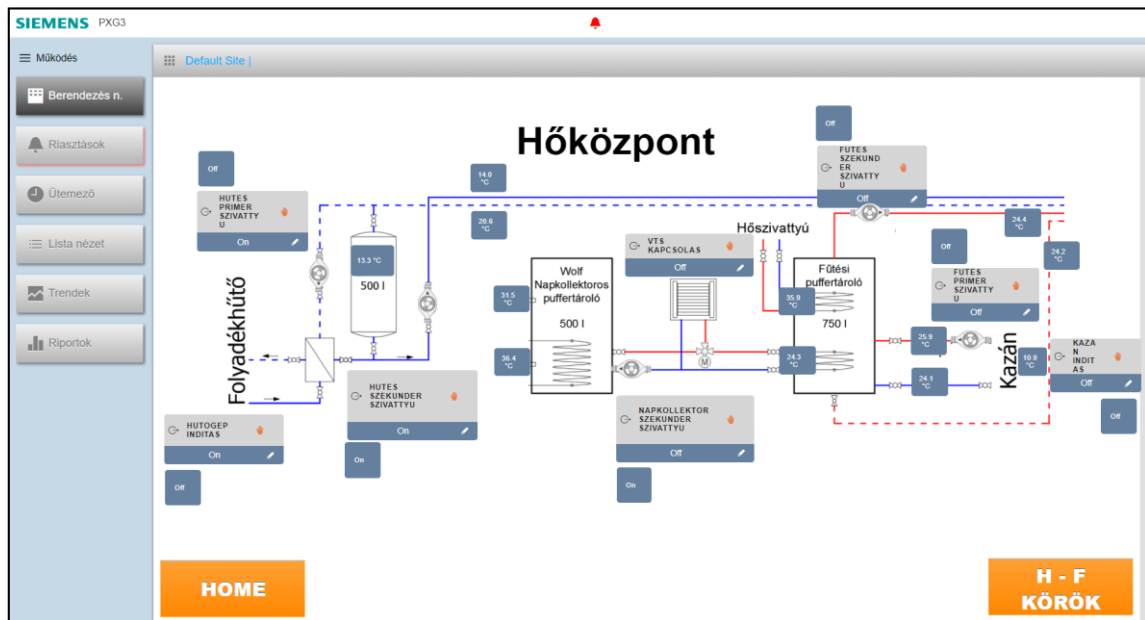 SIEMENS PXG3
Működés
Default Site |
Berendezés n.
Riasztások
Ütemező
Lista nézet
Trendek
Riportok
Hőközpont
Off
HUTES
PRIMER
SZIVATTY
U
On
14.0
°C
20.6
°C
13.3 °C
500 l
Folyadékhűtő
HUTOGEP
INDITAS
On
Off
HUTES
SZEKUNDER
SZIVATTYU
On
On
31.5
°C
36.4
°C
Wolf
Napkollektoros
puffertároló
500 l
VTS
KAPCSOLAS
Off
M
NAPKOLLEKTOR
SZEKUNDER
SZIVATTYU
Off
On
Hőszivattyú
Off
FUTES
SZEKUND
ER
SZIVATTY
U
Off
Fűtési
puffertároló
750 l
35.9
°C
24.3
°C
24.4
°C
24.2
°C
Off
FUTES
PRIMER
SZIVATTY
U
Off
25.9
°C
24.1
°C
Kazán
10.8
°C
KAZA
N
INDIT
AS
Off
Off
HOME
H - F
KÖRÖK